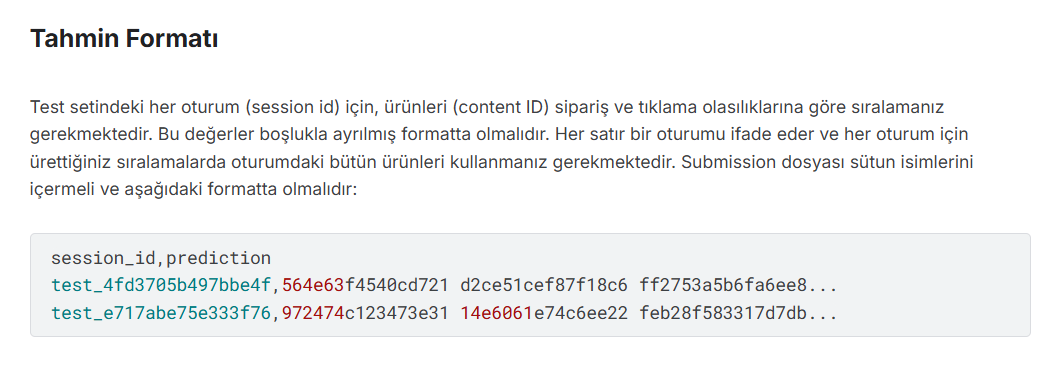 Tahmin Formatı
Test setindeki her oturum (session id) için, ürünleri (content ID) sipariş ve tıklama olasılıklarına göre sıralamanız
gerekmektedir. Bu değerler boşlukla ayrılmış formatta olmalıdır. Her satır bir oturumu ifade eder ve her oturum için
ürettiğiniz sıralamalarda oturumdaki bütün ürünleri kullanmanız gerekmektedir. Submission dosyası sütun isimlerini
içermeli ve aşağıdaki formatta olmalıdır:
session_id,prediction
test_4fd3705b497bbe4f,564e63f4540cd721 d2ce51cef87f18c6 ff2753a5b6fa6ee8...
test_e717abe75e333f76,972474c123473e31 14e6061e74c6ee22 feb28f583317d7db...